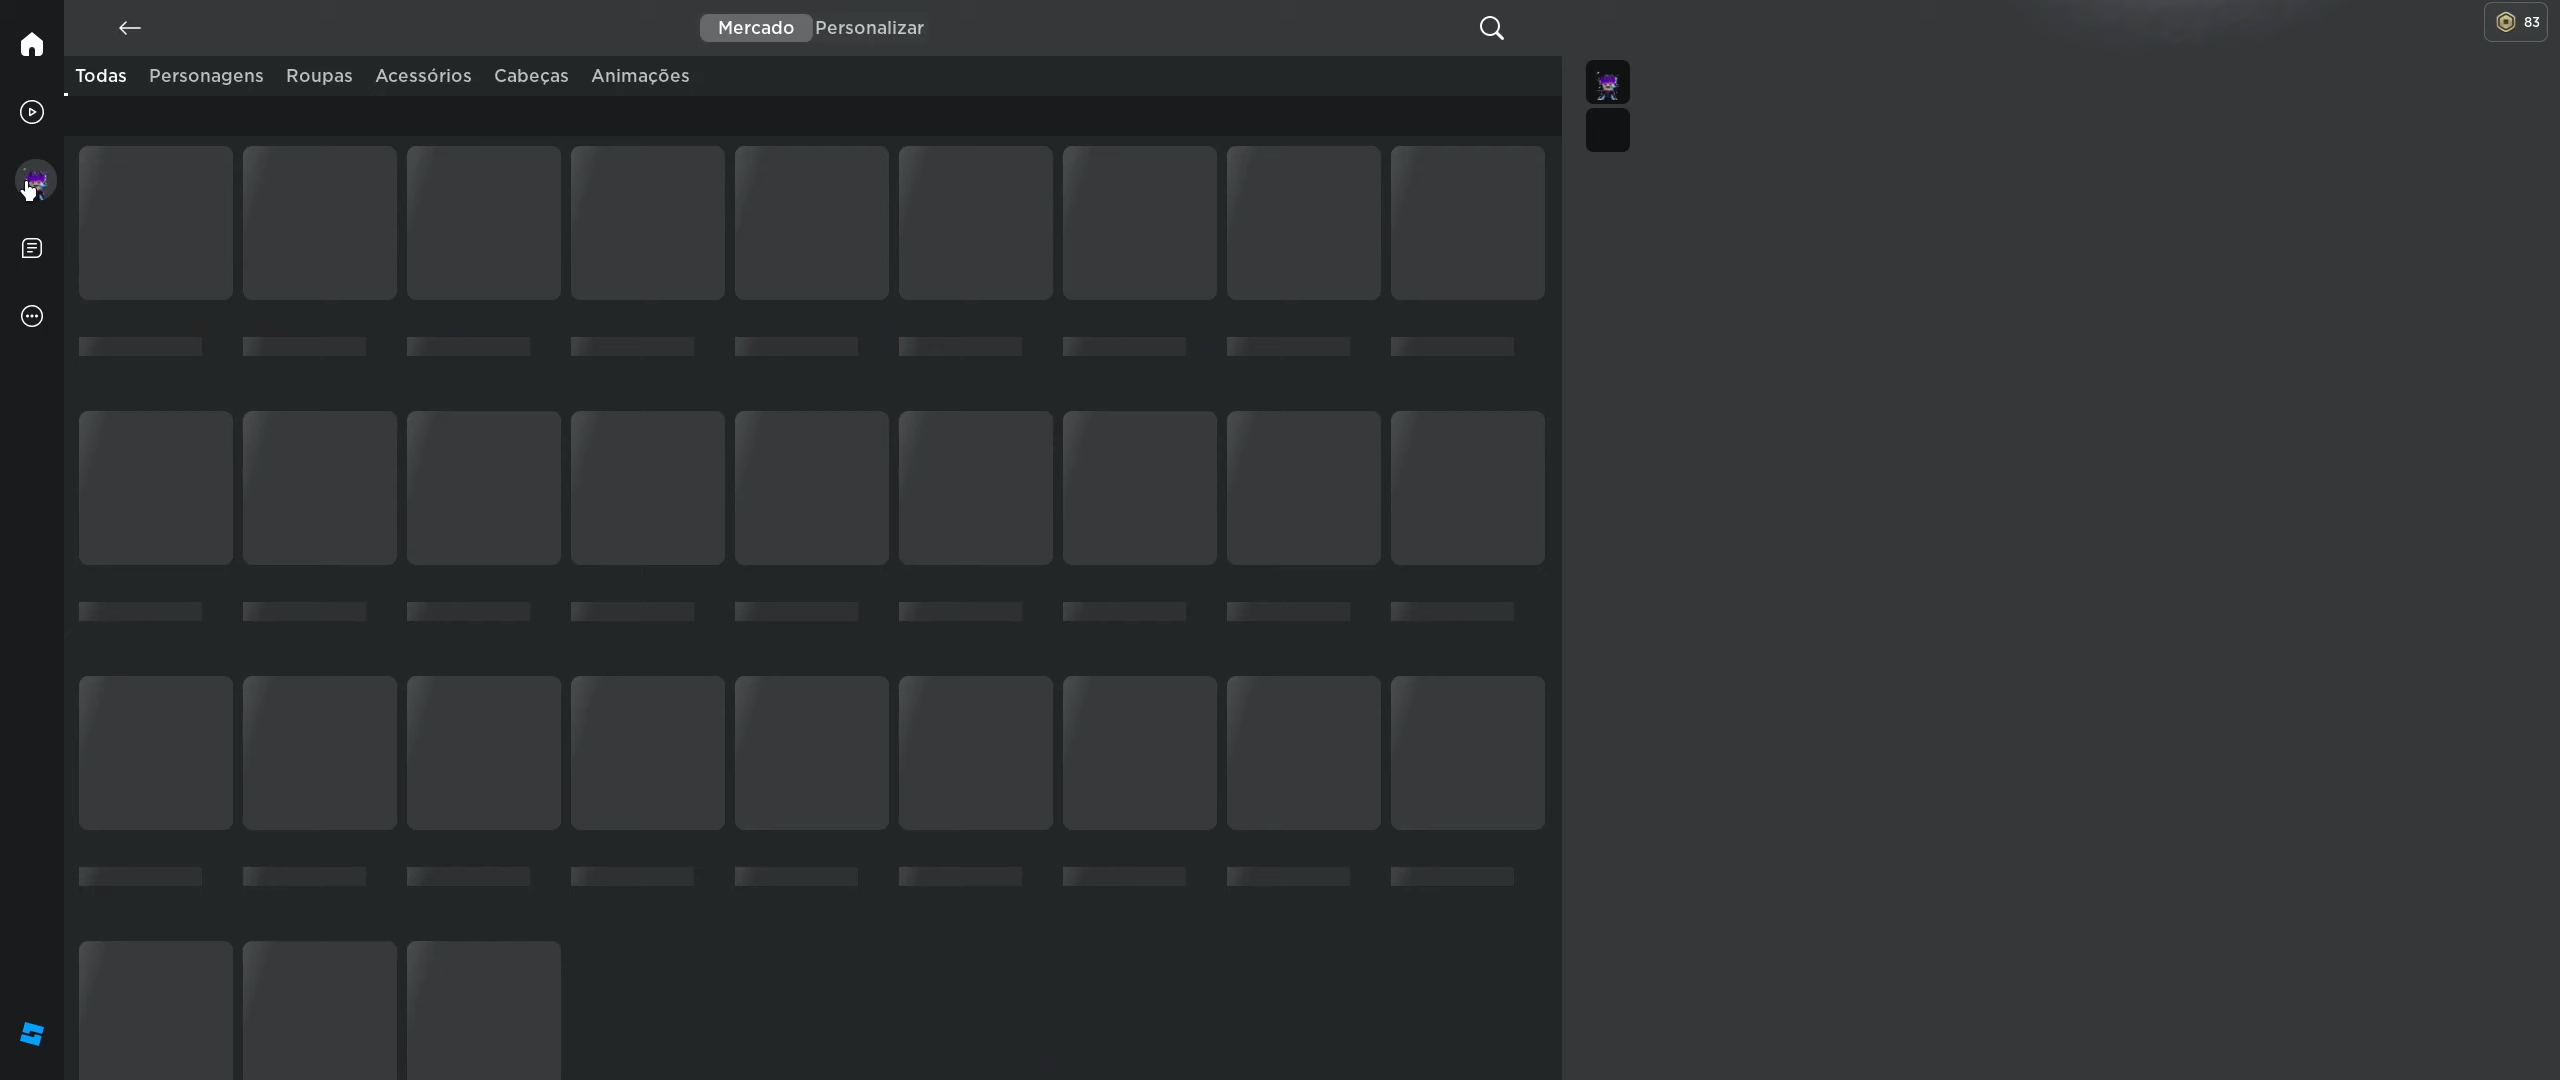 Mercado Personalizar
83
Todas Personagens Roupas Acessórios Cabeças Animações